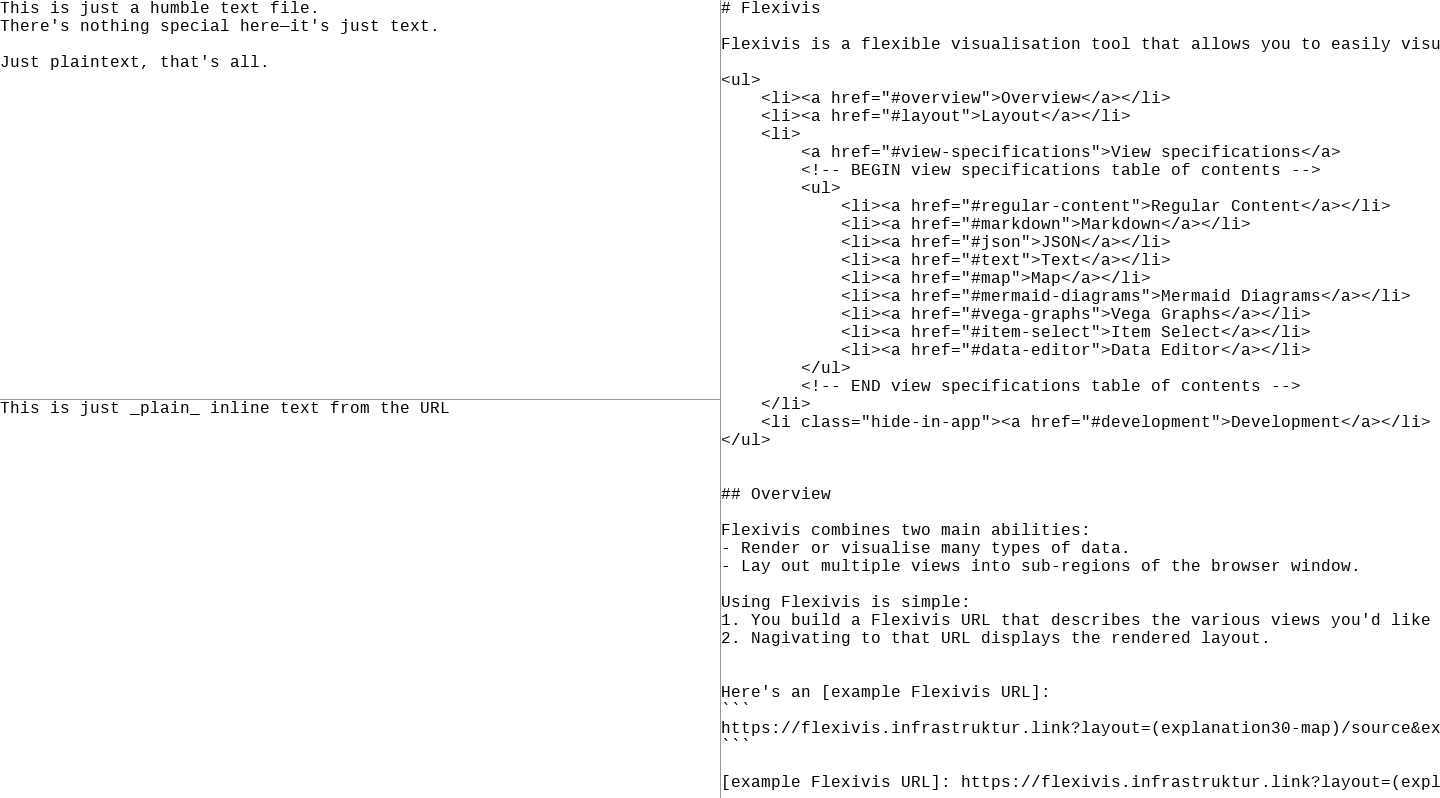 This is just a humble text file.
There's nothing special here—it's just text.

Just plaintext, that's all.
This is just _plain_ inline text from the URL
# Flexivis

Flexivis is a flexible visualisation tool that allows you to easily visu

<ul>
    <li><a href="#overview">Overview</a></li>
    <li><a href="#layout">Layout</a></li>
    <li>
        <a href="#view-specifications">View specifications</a>
        <!-- BEGIN view specifications table of contents -->
        <ul>
            <li><a href="#regular-content">Regular Content</a></li>
            <li><a href="#markdown">Markdown</a></li>
            <li><a href="#json">JSON</a></li>
            <li><a href="#text">Text</a></li>
            <li><a href="#map">Map</a></li>
            <li><a href="#mermaid-diagrams">Mermaid Diagrams</a></li>
            <li><a href="#vega-graphs">Vega Graphs</a></li>
            <li><a href="#item-select">Item Select</a></li>
            <li><a href="#data-editor">Data Editor</a></li>
        </ul>
        <!-- END view specifications table of contents -->
    </li>
    <li class="hide-in-app"><a href="#development">Development</a></li>
</ul>


## Overview

Flexivis combines two main abilities:
- Render or visualise many types of data.
- Lay out multiple views into sub-regions of the browser window.

Using Flexivis is simple:
1. You build a Flexivis URL that describes the various views you'd like
2. Nagivating to that URL displays the rendered layout.


Here's an [example Flexivis URL]:
```
https://flexivis.infrastruktur.link?layout=(explanation30-map)/source&ex
```

[example Flexivis URL]: https://flexivis.infrastruktur.link?layout=(expl